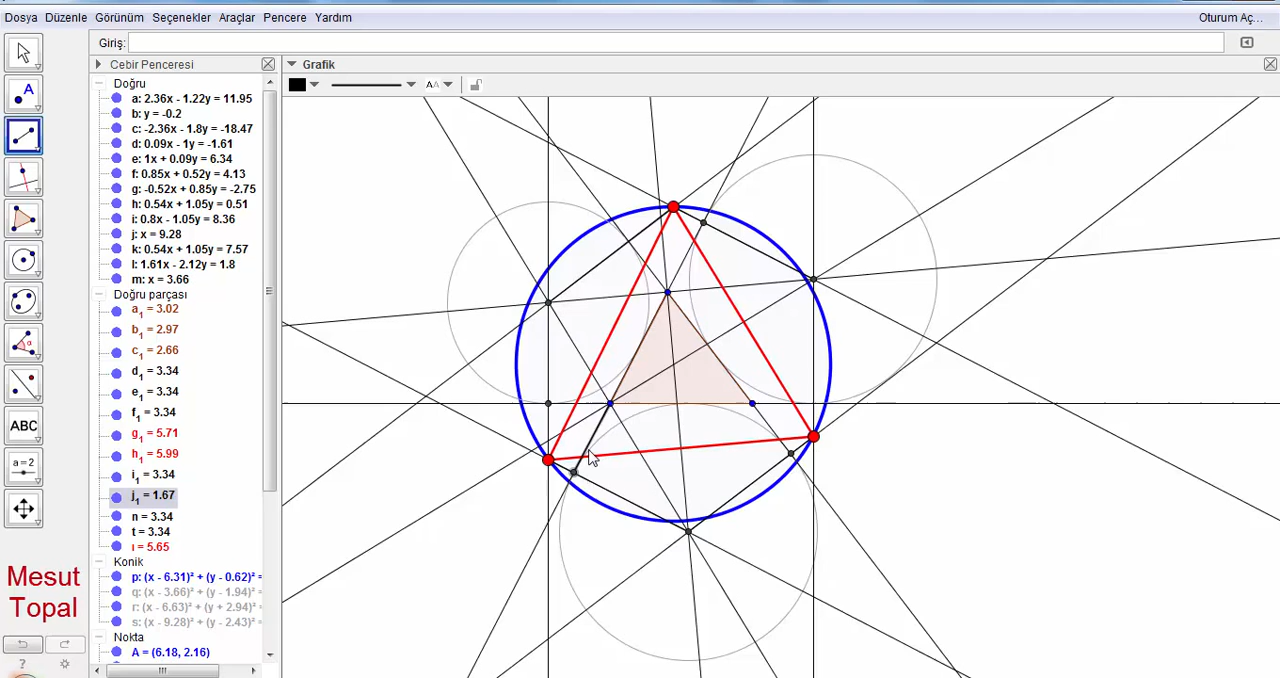 Dosya Düzenle Görünüm Seçenekler Araçlar Pencere Yardım Oturum Aç...
Giriş:
Cebir Penceresi
Grafik
AA
Doğru
a: 2.36x - 1.22y = 11.95
b: y = -0.2
c: -2.36x - 1.8y = -18.47
d: 0.09x - 1y = -1.61
e: 1x + 0.09y = 6.34
f: 0.85x + 0.52y = 4.13
g: -0.52x + 0.85y = -2.75
h: 0.54x + 1.05y = 0.51
i: 0.8x - 1.05y = 8.36
j: x = 9.28
k: 0.54x + 1.05y = 7.57
l: 1.61x - 2.12y = 1.8
m: x = 3.66
Doğru parçası
a₁ = 3.02
b₁ = 2.97
c₁ = 2.66
d₁ = 3.34
e₁ = 3.34
f₁ = 3.34
g₁ = 5.71
h₁ = 5.99
i₁ = 3.34
j₁ = 1.67
n = 3.34
t = 3.34
ı = 5.65
Konik
p: (x - 6.31)² + (y - 0.62)² =
q: (x - 3.66)² + (y - 1.94)² =
r: (x - 6.63)² + (y + 2.94)² =
s: (x - 9.28)² + (y - 2.43)² =
Nokta
A = (6.18, 2.16)
A
α
ABC
a=2
Mesut
Topal
?